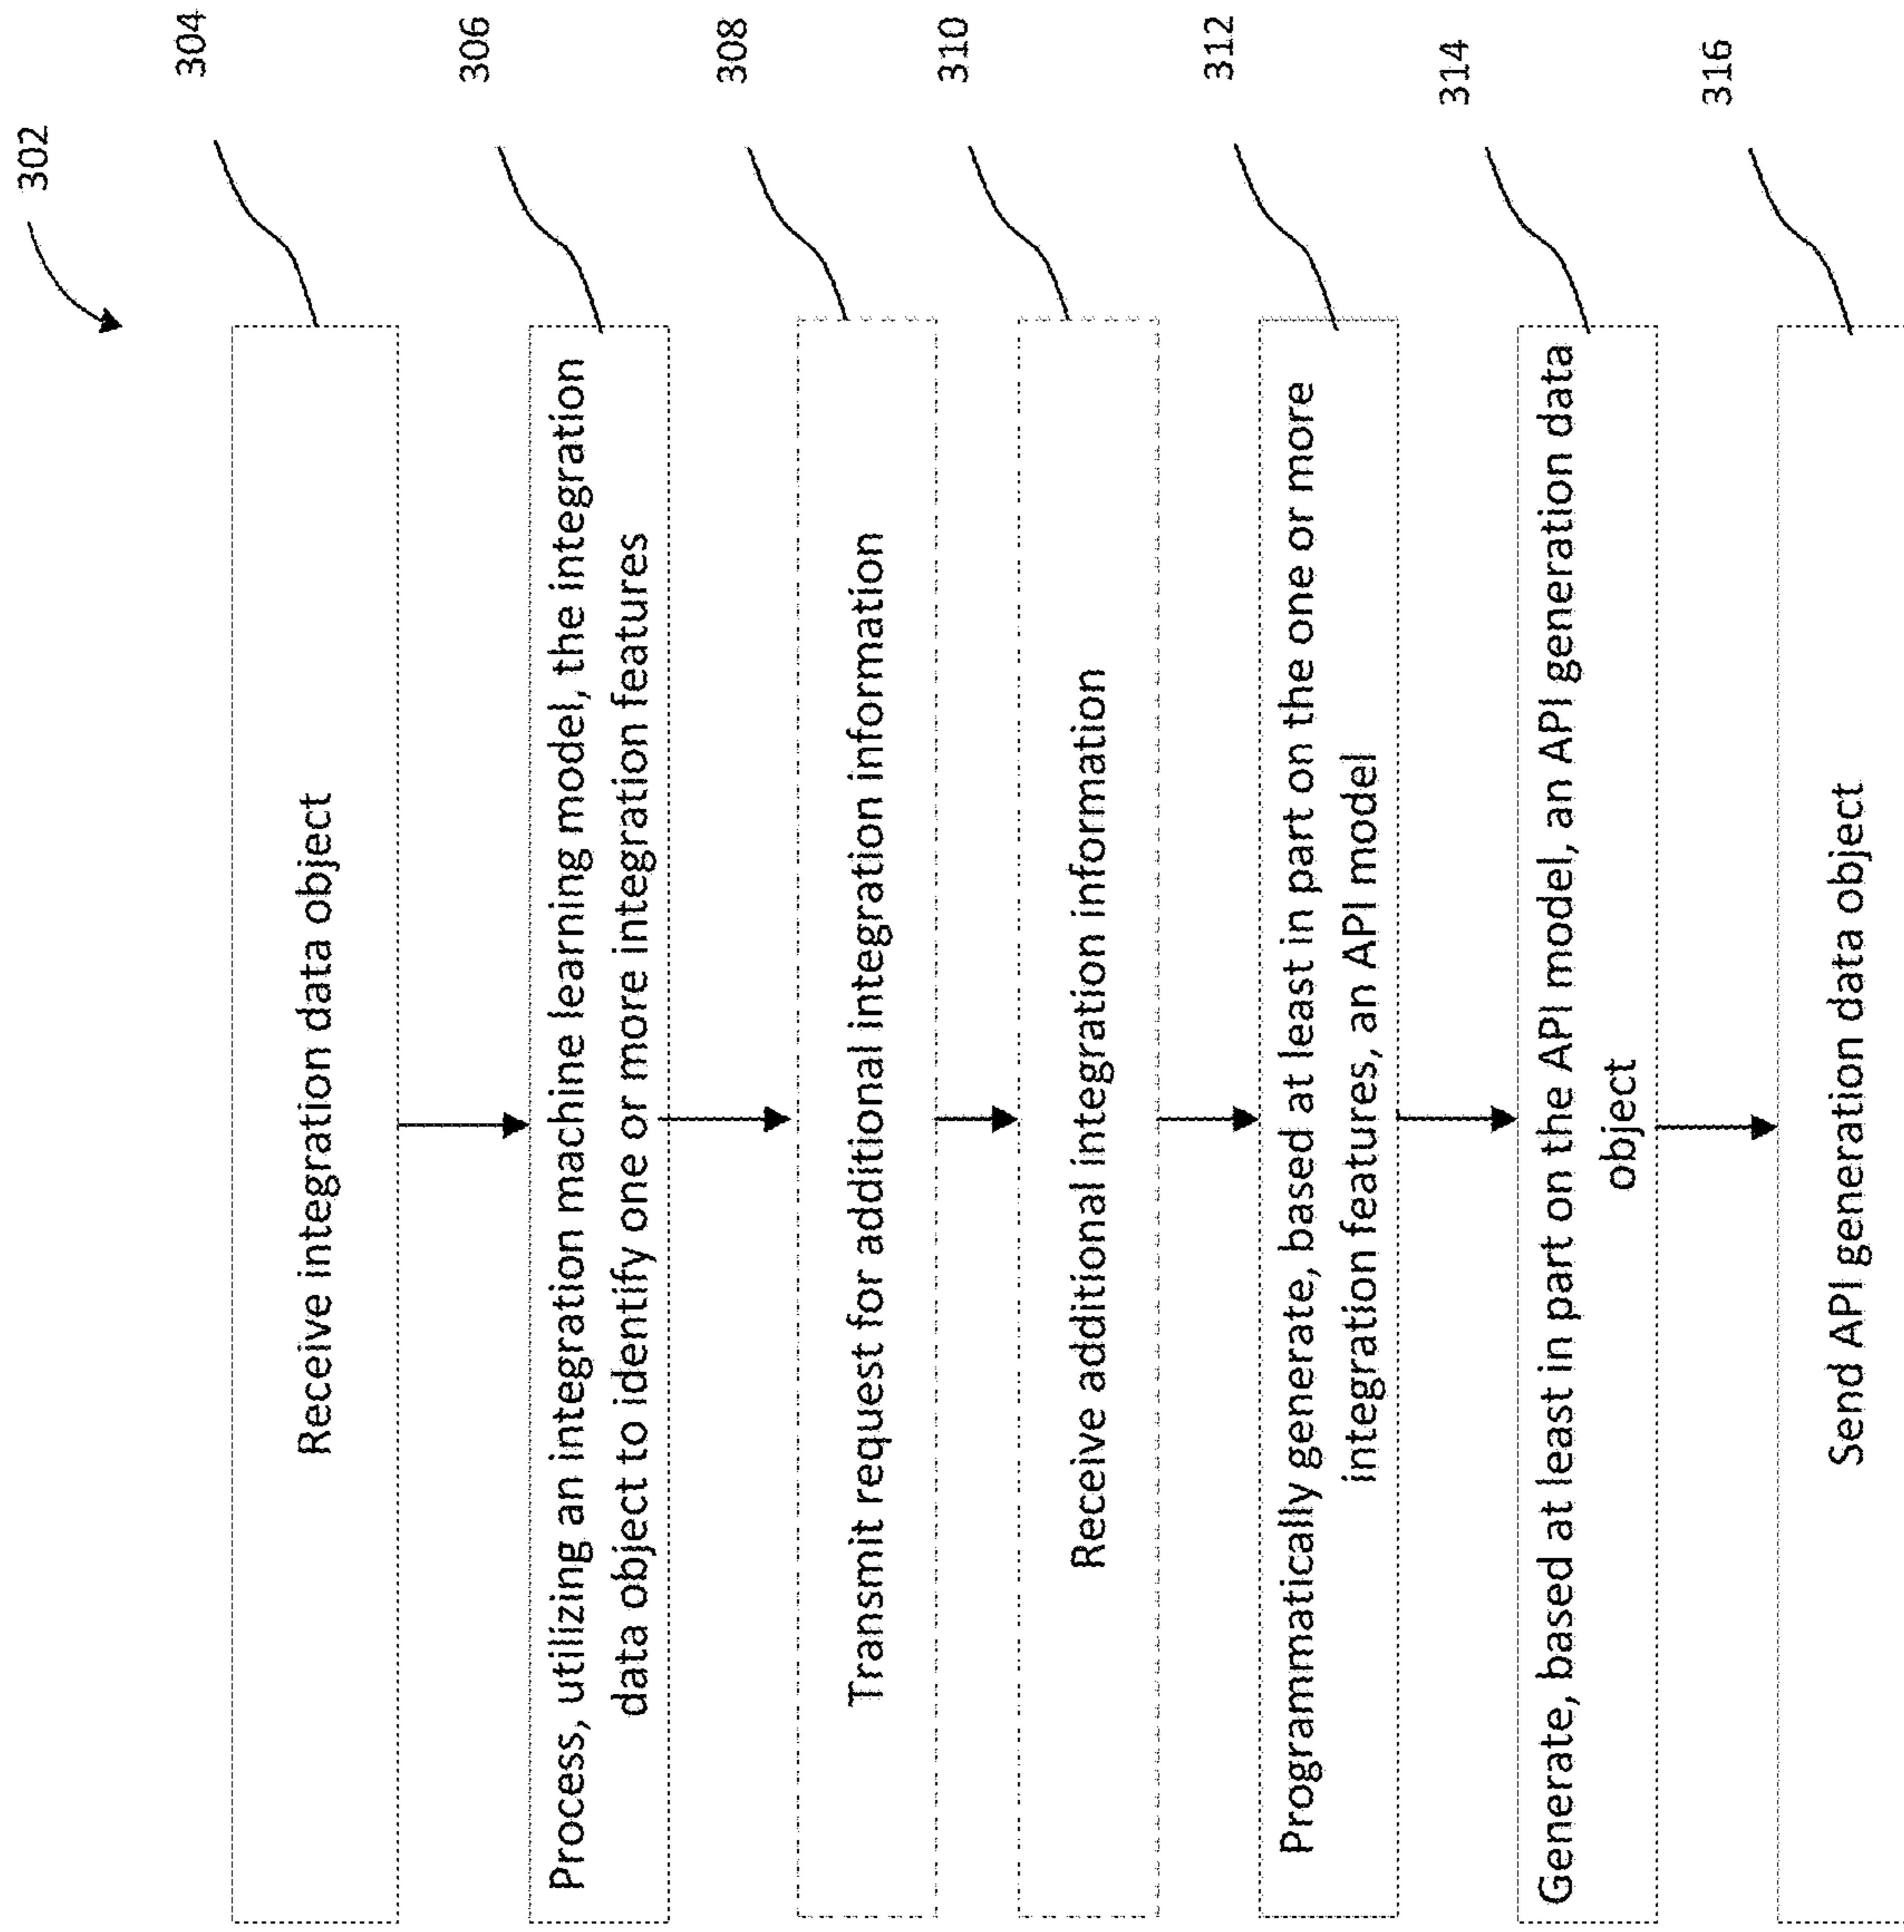 302
304
Receive integration data object
306
Process, utilizing an integration machine learning model, the integration
data object to identify one or more integration features
308
Transmit request for additional integration information
310
Receive additional integration information
312
Programmatically generate, based at least in part on the one or more
integration features, an API model
314
Generate, based at least in part on the API model, an API generation data
object
316
Send API generation data object